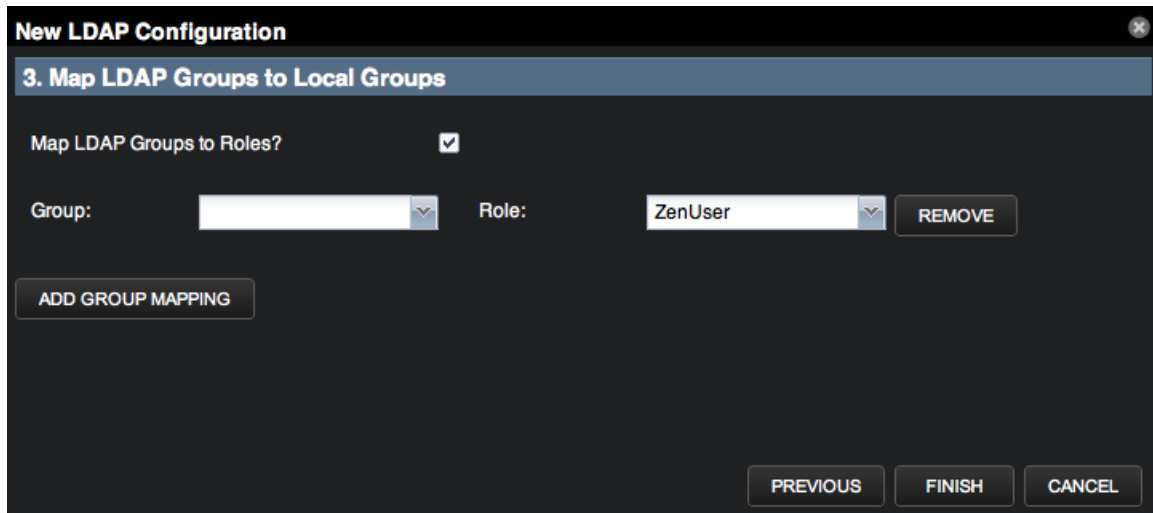 New LDAP Configuration
3. Map LDAP Groups to Local Groups
Map LDAP Groups to Roles?
Group: Role: ZenUser REMOVE
ADD GROUP MAPPING
PREVIOUS FINISH CANCEL